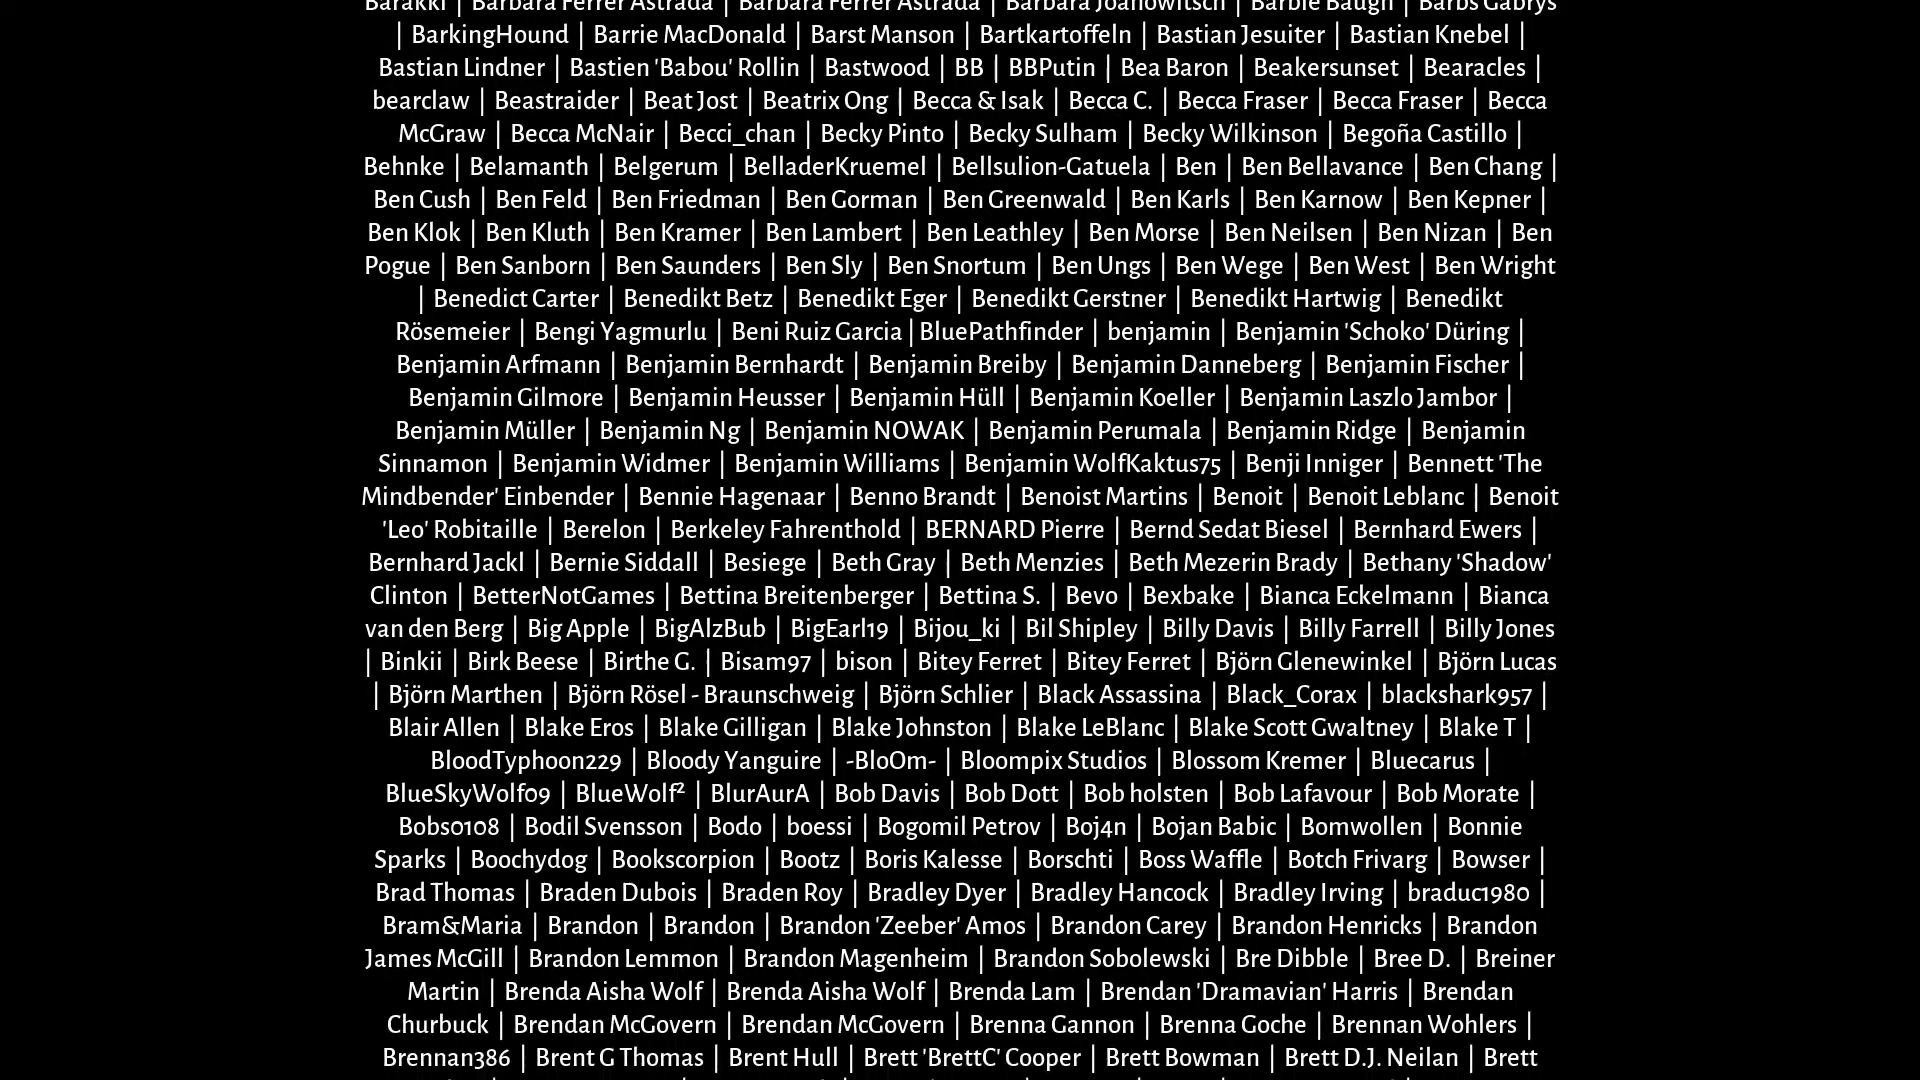 Barakki | Barbara Ferrer Astrada | Barbara Ferrer Astrada | Barbara Joanowitsch | Barbie Baugh | Barbs Gabrys
| BarkingHound | Barrie MacDonald | Barst Manson | Bartkartoffeln | Bastian Jesuiter | Bastian Knebel |
Bastian Lindner | Bastien 'Babou' Rollin | Bastwood | BB | BBPutin | Bea Baron | Beakersunset | Bearacles |
bearclaw | Beastraider | Beat Jost | Beatrix Ong | Becca & Isak | Becca C. | Becca Fraser | Becca Fraser | Becca
McGraw | Becca McNair | Becci_chan | Becky Pinto | Becky Sulham | Becky Wilkinson | Begoña Castillo |
Behnke | Belamanth | Belgerum | BelladerKruemel | Bellsulion-Gatuela | Ben | Ben Bellavance | Ben Chang |
Ben Cush | Ben Feld | Ben Friedman | Ben Gorman | Ben Greenwald | Ben Karls | Ben Karnow | Ben Kepner |
Ben Klok | Ben Kluth | Ben Kramer | Ben Lambert | Ben Leathley | Ben Morse | Ben Neilsen | Ben Nizan | Ben
Pogue | Ben Sanborn | Ben Saunders | Ben Sly | Ben Snortum | Ben Ungs | Ben Wege | Ben West | Ben Wright
| Benedict Carter | Benedikt Betz | Benedikt Eger | Benedikt Gerstner | Benedikt Hartwig | Benedikt
Rösemeier | Bengi Yagmurlu | Beni Ruiz Garcia | BluePathfinder | benjamin | Benjamin 'Schoko' Düring |
Benjamin Arfmann | Benjamin Bernhardt | Benjamin Breiby | Benjamin Danneberg | Benjamin Fischer |
Benjamin Gilmore | Benjamin Heusser | Benjamin Hüll | Benjamin Koeller | Benjamin Laszlo Jambor |
Benjamin Müller | Benjamin Ng | Benjamin NOWAK | Benjamin Perumala | Benjamin Ridge | Benjamin
Sinnamon | Benjamin Widmer | Benjamin Williams | Benjamin WolfKaktus75 | Benji Inniger | Bennett 'The
Mindbender' Einbender | Bennie Hagenaar | Benno Brandt | Benoist Martins | Benoit | Benoit Leblanc | Benoit
'Leo' Robitaille | Berelon | Berkeley Fahrenthold | BERNARD Pierre | Bernd Sedat Biesel | Bernhard Ewers |
Bernhard Jackl | Bernie Siddall | Besiege | Beth Gray | Beth Menzies | Beth Mezerin Brady | Bethany 'Shadow'
Clinton | BetterNotGames | Bettina Breitenberger | Bettina S. | Bevo | Bexbake | Bianca Eckelmann | Bianca
van den Berg | Big Apple | BigAlzBub | BigEarl19 | Bijou_ki | Bil Shipley | Billy Davis | Billy Farrell | Billy Jones
| Binkii | Birk Beese | Birthe G. | Bisam97 | bison | Bitey Ferret | Bitey Ferret | Björn Glenewinkel | Björn Lucas
| Björn Marthen | Björn Rösel - Braunschweig | Björn Schlier | Black Assassina | Black_Corax | blackshark957 |
Blair Allen | Blake Eros | Blake Gilligan | Blake Johnston | Blake LeBlanc | Blake Scott Gwaltney | Blake T |
BloodTyphoon229 | Bloody Yanguire | -BloOm- | Bloompix Studios | Blossom Kremer | Bluecarus |
BlueSkyWolf09 | BlueWolf² | BlurAurA | Bob Davis | Bob Dott | Bob holsten | Bob Lafavour | Bob Morate |
Bobs0108 | Bodil Svensson | Bodo | boessi | Bogomil Petrov | Boj4n | Bojan Babic | Bomwollen | Bonnie
Sparks | Boochydog | Bookscorpion | Bootz | Boris Kalesse | Borschti | Boss Waffle | Botch Frivarg | Bowser |
Brad Thomas | Braden Dubois | Braden Roy | Bradley Dyer | Bradley Hancock | Bradley Irving | braduc1980 |
Bram&Maria | Brandon | Brandon | Brandon 'Zeeber' Amos | Brandon Carey | Brandon Henricks | Brandon
James McGill | Brandon Lemmon | Brandon Magenheim | Brandon Sobolewski | Bre Dibble | Bree D. | Breiner
Martin | Brenda Aisha Wolf | Brenda Aisha Wolf | Brenda Lam | Brendan 'Dramavian' Harris | Brendan
Churbuck | Brendan McGovern | Brendan McGovern | Brenna Gannon | Brenna Goche | Brennan Wohlers |
Brennan386 | Brent G Thomas | Brent Hull | Brett 'BrettC' Cooper | Brett Bowman | Brett D.J. Neilan | Brett